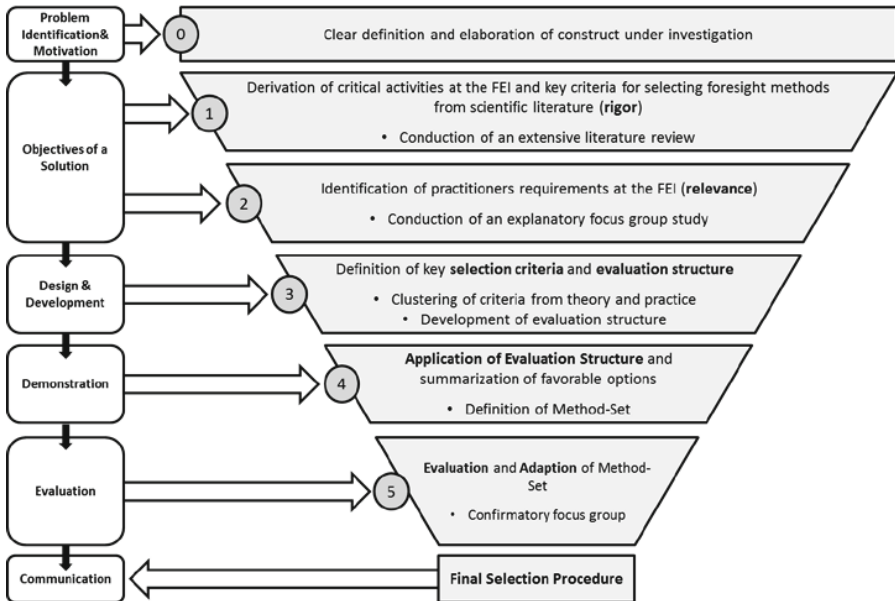 Problem
Identification&
Motivation
0
Clear definition and elaboration of construct under investigation
Objectives of a
Solution
1
Derivation of critical activities at the FEI and key criteria for selecting foresight methods
from scientific literature (rigor)
• Conduction of an extensive literature review
2
Identification of practitioners requirements at the FEI (relevance)
• Conduction of an explanatory focus group study
Design &
Development
3
Definition of key selection criteria and evaluation structure
• Clustering of criteria from theory and practice
• Development of evaluation structure
Demonstration
4
Application of Evaluation Structure and
summarization of favorable options
• Definition of Method-Set
Evaluation
5
Evaluation and Adaption of Method-
Set
• Confirmatory focus group
Communication
Final Selection Procedure